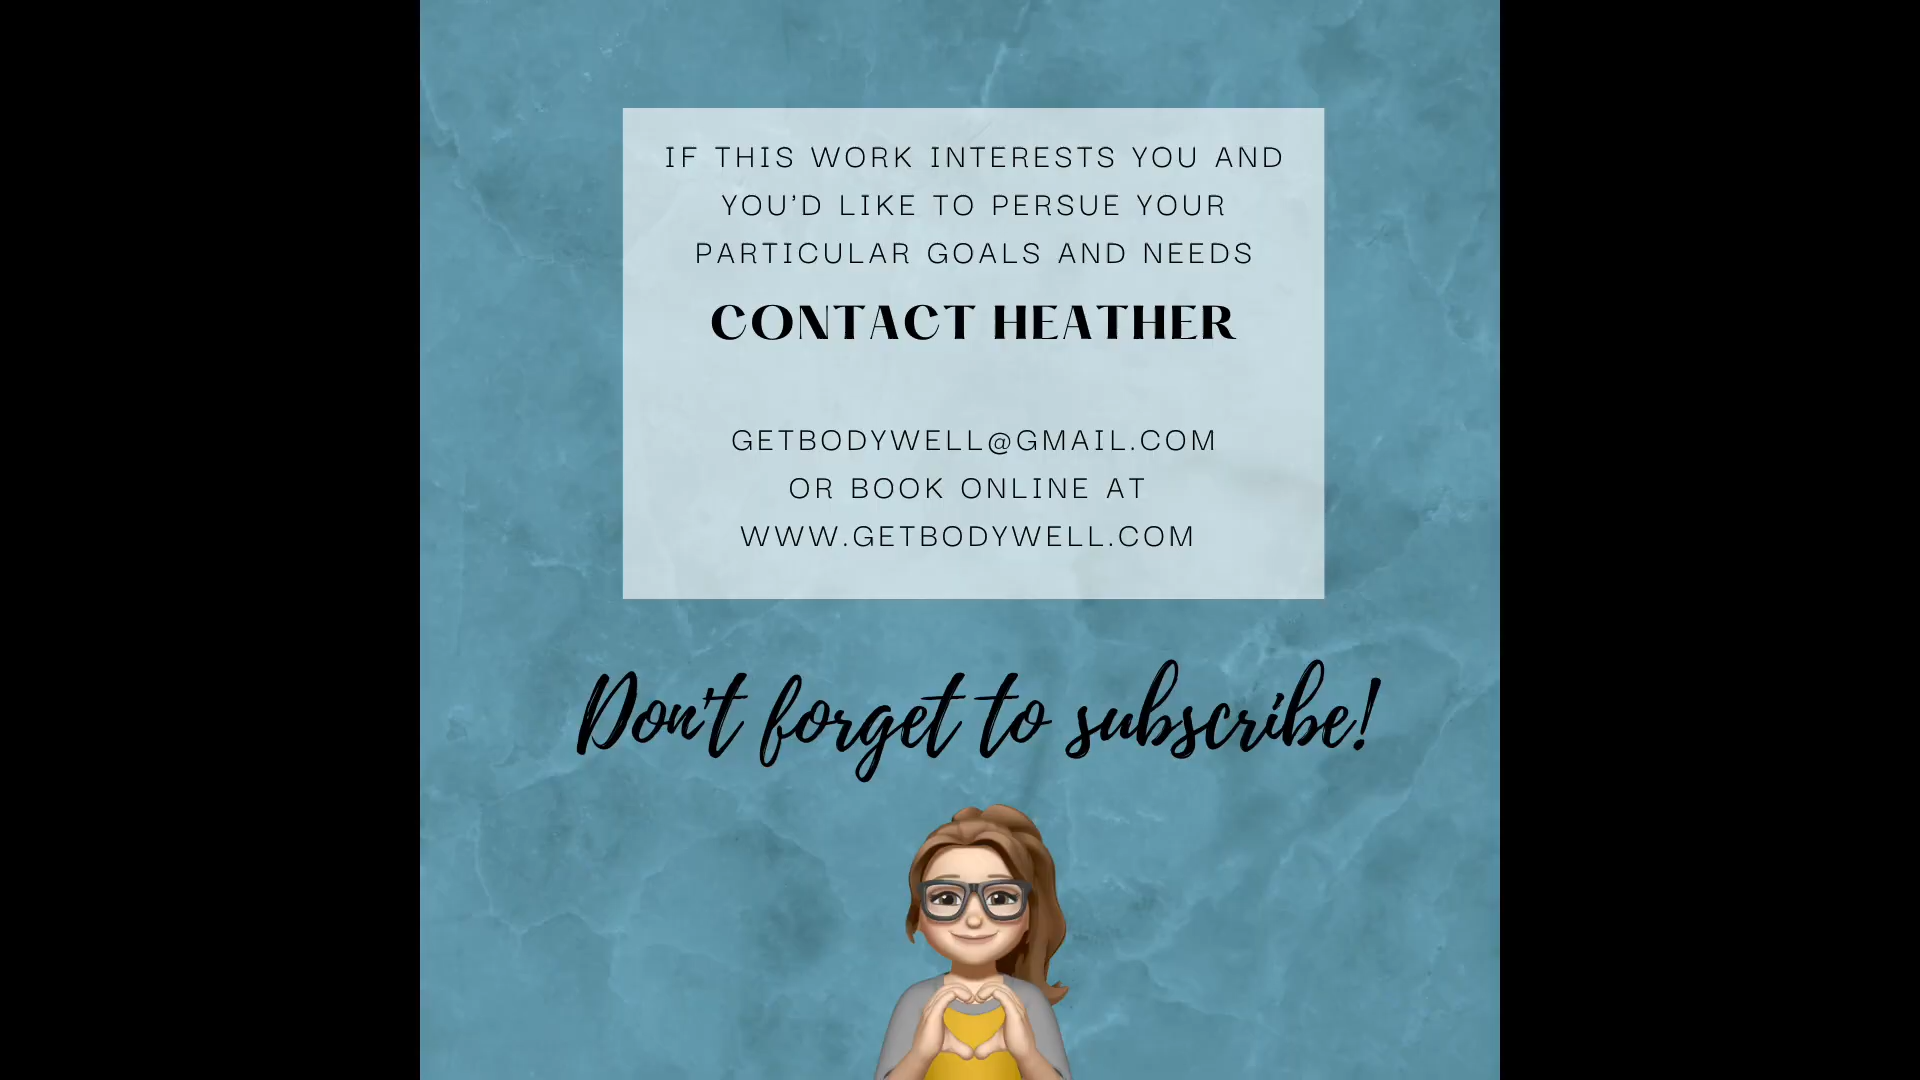 IF THIS WORK INTERESTS YOU AND
YOU'D LIKE TO PERSUE YOUR
PARTICULAR GOALS AND NEEDS
CONTACT HEATHER
GETBODYWELL@GMAIL.COM
OR BOOK ONLINE AT
WWW.GETBODYWELL.COM
Don't forget to subscribe!